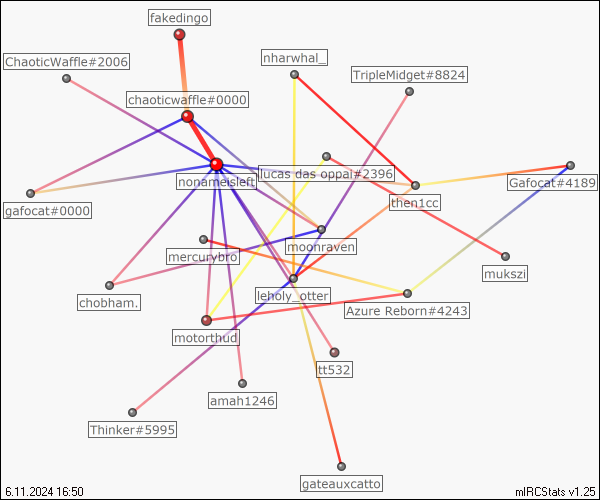 fakedingo
nharwhal_
ChaoticWaffle#2006
TripleMidget#8824
chaoticwaffle#0000
lucas das oppai#2396
nonameisleft
Gafocat#4189
then1cc
gafocat#0000
moonraven
mercurybro
mukszi
leholy_otter
chobham.
Azure Reborn#4243
motorthud
tt532
amah1246
Thinker#5995
gateauxcatto
6.11.2024 16:50
mIRCStats v1.25